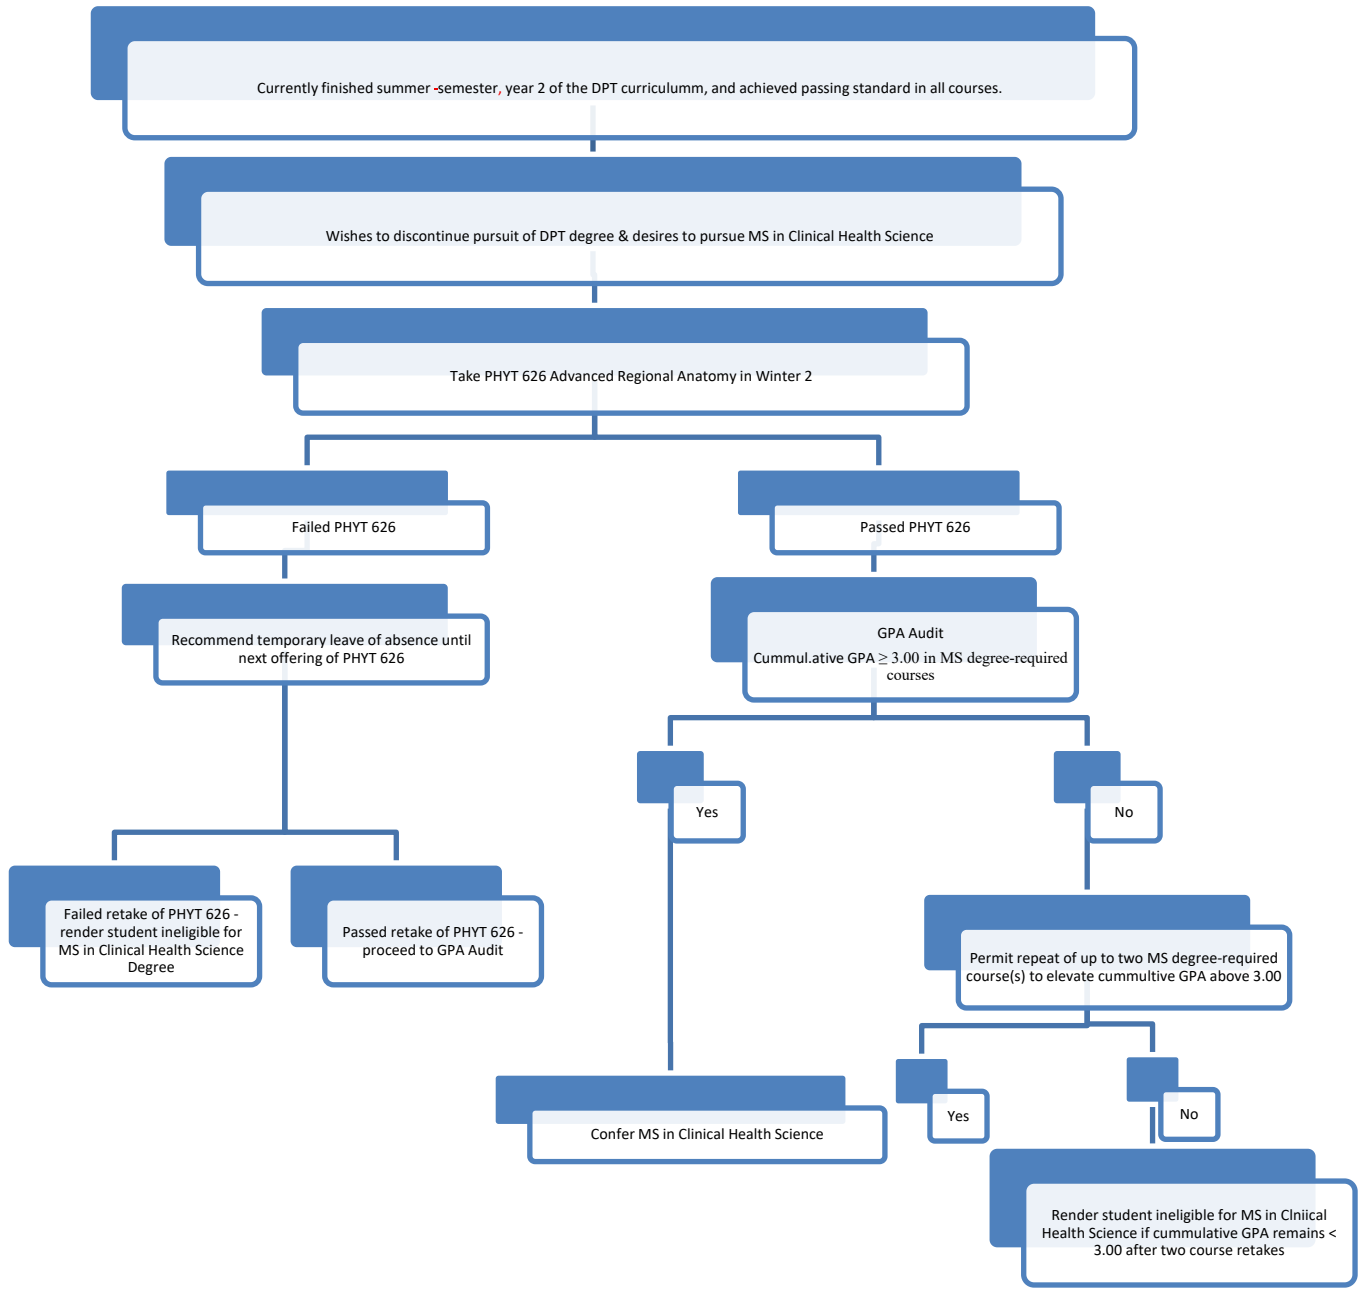 Currently finished summer -semester, year 2 of the DPT curriculumm, and achieved passing standard in all courses.
Wishes to discontinue pursuit of DPT degree & desires to pursue MS in Clinical Health Science
Take PHYT 626 Advanced Regional Anatomy in Winter 2
Failed PHYT 626
Passed PHYT 626
Recommend temporary leave of absence until
next offering of PHYT 626
GPA Audit
Cummul.ative GPA ≥ 3.00 in MS degree-required
courses
Yes
No
Failed retake of PHYT 626 -
render student ineligible for
MS in Clinical Health Science
Degree
Passed retake of PHYT 626 -
proceed to GPA Audit
Permit repeat of up to two MS degree-required
course(s) to elevate cummultive GPA above 3.00
Yes
No
Confer MS in Clinical Health Science
Render student ineligible for MS in Clniical
Health Science if cummulative GPA remains <
3.00 after two course retakes